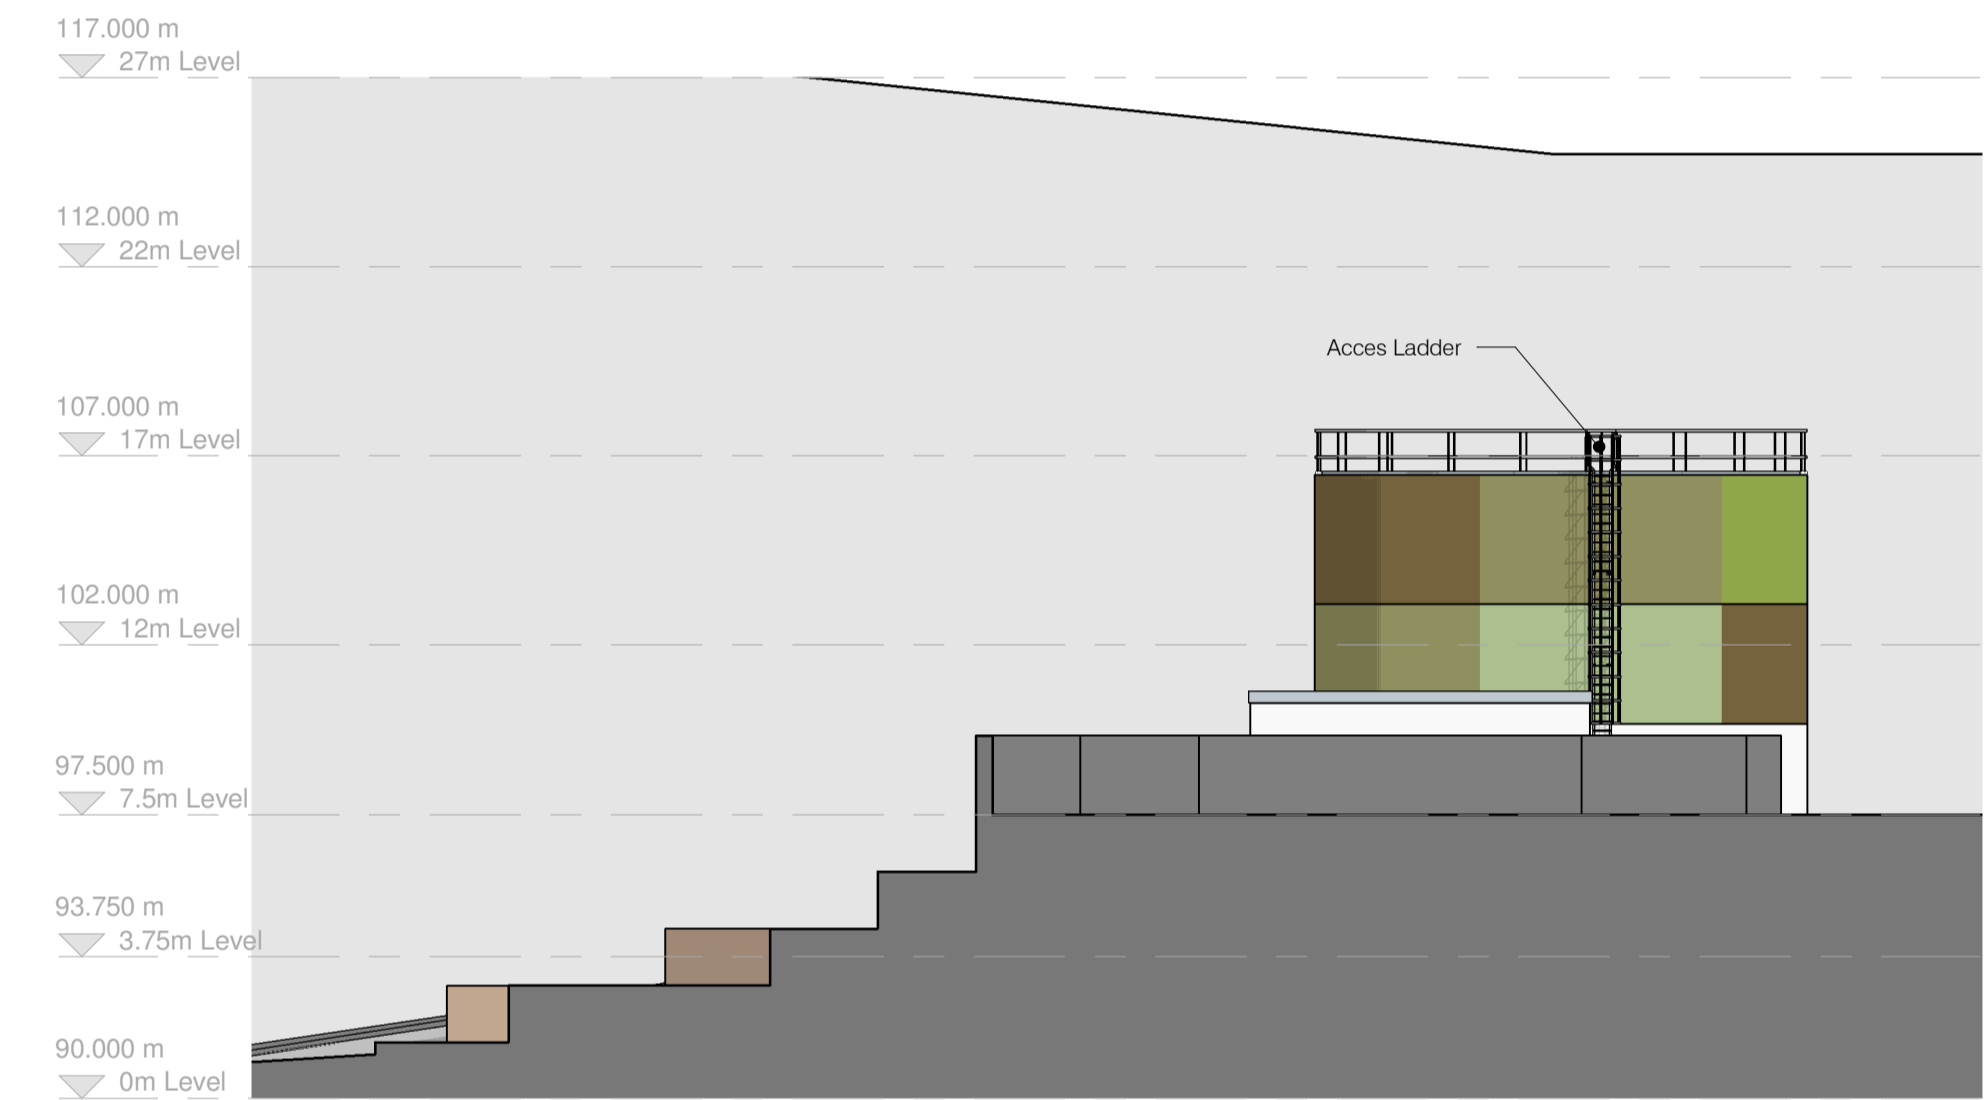 117.000 m
27m Level
112.000 m
22m Level
Acces Ladder
107.000 m
17m Level
102.000 m
12m Level
97.500 m
7.5m Level
93.750 m
3.75m Level
90.000 m
0m Level